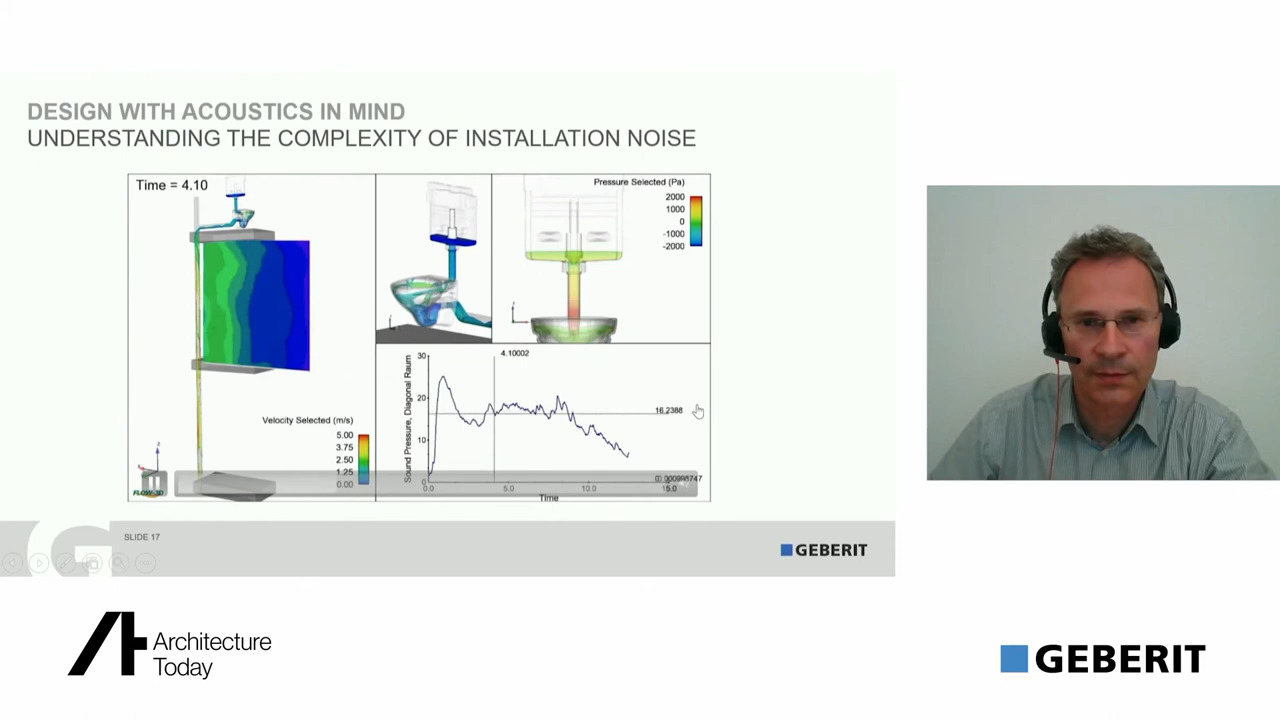 DESIGN WITH ACOUSTICS IN MIND
UNDERSTANDING THE COMPLEXITY OF INSTALLATION NOISE
Time = 4.10
Pressure Selected (Pa)
2000
1000
0
-1000
-2000
Velocity Selected (m/s)
5.00
3.75
2.50
1.25
0.00
FLOW-3D
4.10002
Sound Pressure, Diagonal Raum
30
20
10
0
16.2388
0.0
5.0
10.0
15.0
Time
SLIDE 17
GEBERIT
Architecture
Today
GEBERIT